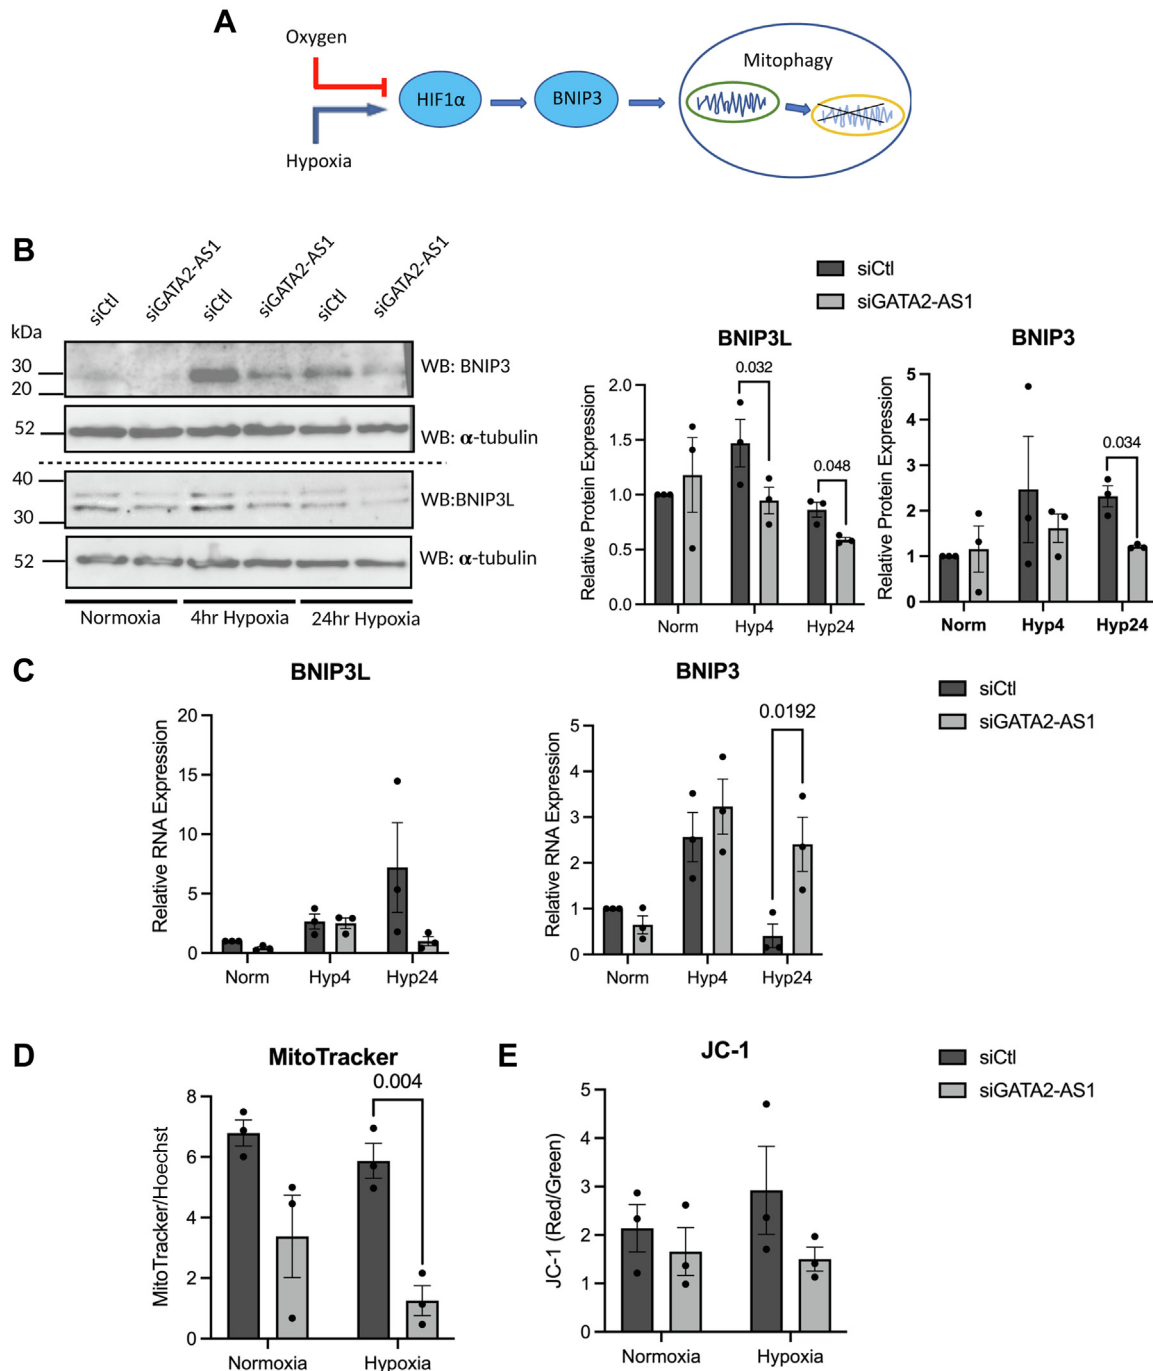 A
Oxygen
Hypoxia
HIF1α
BNIP3
Mitophagy
B
siCtl
siGATA2-AS1
siCtl
siGATA2-AS1
siCtl
siGATA2-AS1
kDa
30
20
WB: BNIP3
52
WB: α-tubulin
40
30
WB:BNIP3L
52
WB: α-tubulin
Normoxia
4hr Hypoxia
24hr Hypoxia
siCtl
siGATA2-AS1
BNIP3L
Relative Protein Expression
2.0
1.5
1.0
0.5
0.0
0.032
0.048
Norm
Hyp4
Hyp24
BNIP3
Relative Protein Expression
5
4
3
2
1
0
0.034
Norm
Hyp4
Hyp24
C
BNIP3L
Relative RNA Expression
20
15
10
5
0
Norm
Hyp4
Hyp24
BNIP3
Relative RNA Expression
5
4
3
2
1
0
0.0192
Norm
Hyp4
Hyp24
siCtl
siGATA2-AS1
D
MitoTracker
MitoTracker/Hoechst
8
6
4
2
0
0.004
Normoxia
Hypoxia
E
JC-1
JC-1 (Red/Green)
5
4
3
2
1
0
Normoxia
Hypoxia
siCtl
siGATA2-AS1